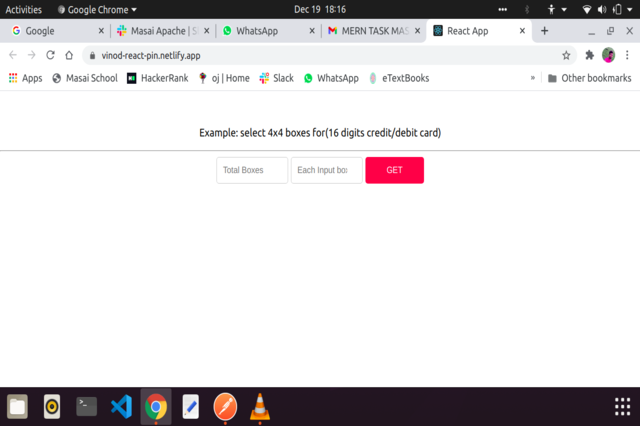 Activities
Google Chrome
Dec 19 18:16
Google
Masai Apache | Sl
WhatsApp
MERN TASK MAS
React App
vinod-react-pin.netlify.app
Apps
Masai School
HackerRank
oj | Home
Slack
WhatsApp
eTextBooks
»
Other bookmarks
Example: select 4x4 boxes for(16 digits credit/debit card)
Total Boxes
Each Input box
GET